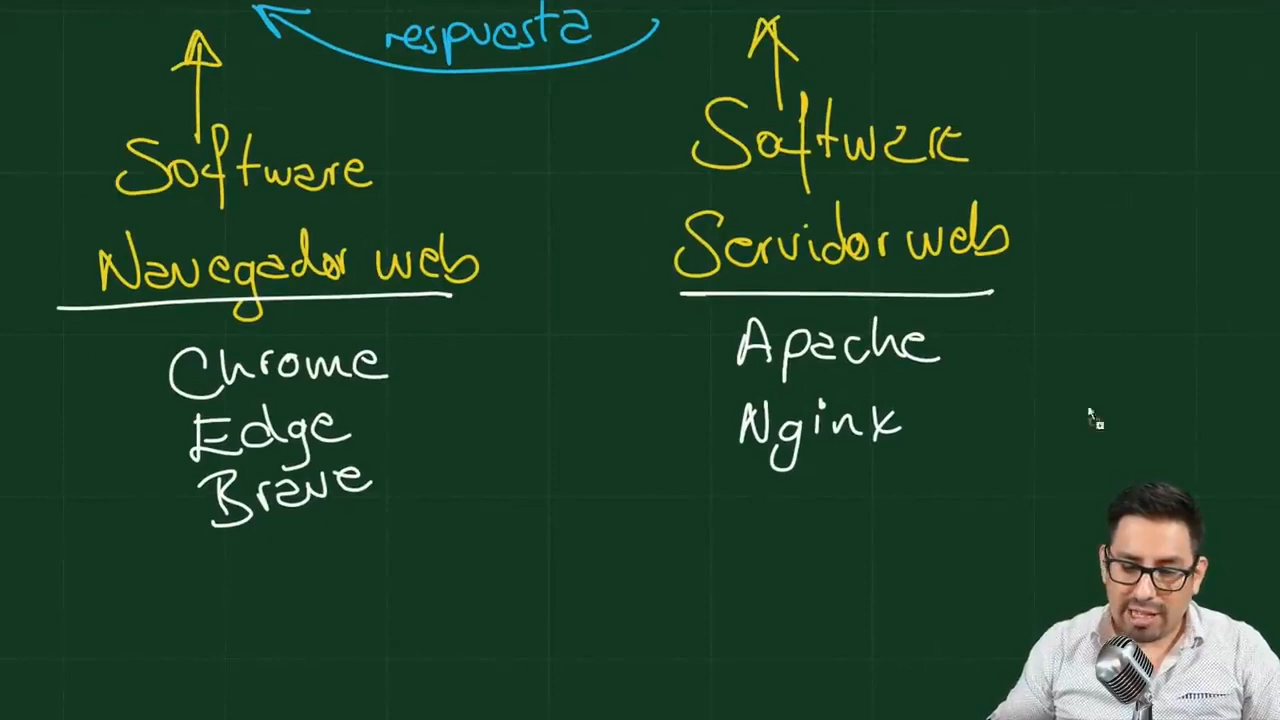 respuesta
Software
Navegador web
Chrome
Edge
Brave
Software
Servidor web
Apache
Nginx